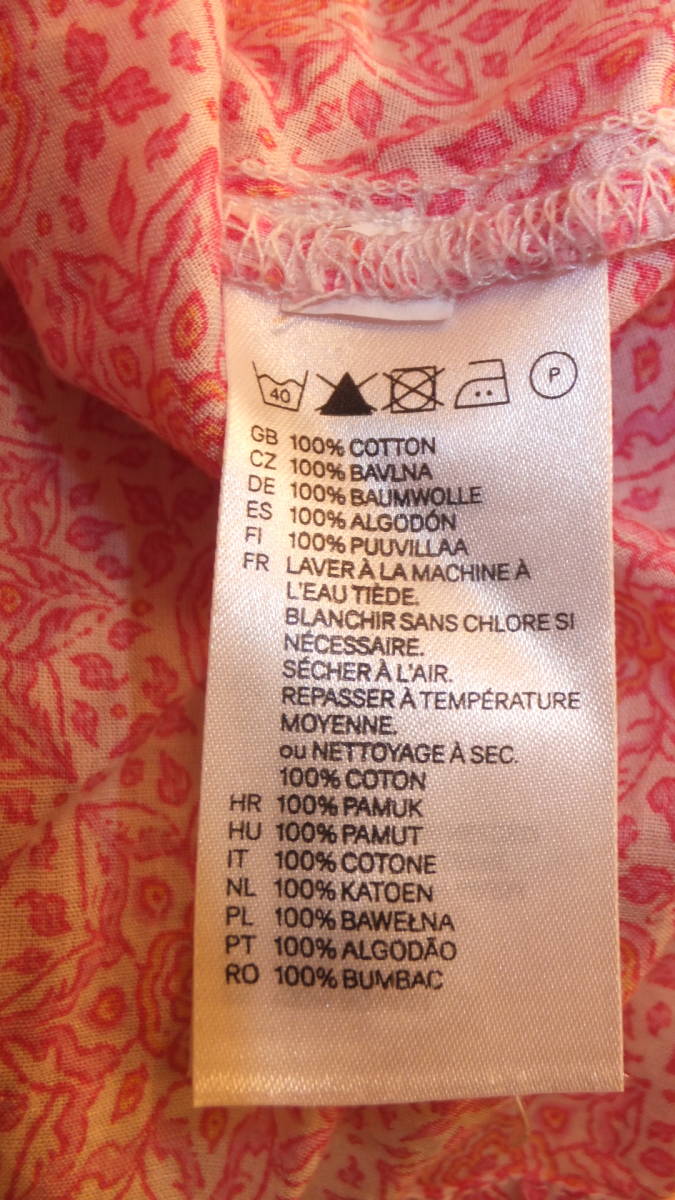 40
P
GB 100% COTTON
CZ 100% BAVLNA
DE 100% BAUMWOLLE
ES 100% ALGODÓN
FI 100% PUUVILLAA
FR LAVER À LA MACHINE À
L'EAU TIÈDE.
BLANCHIR SANS CHLORE SI
NÉCESSAIRE.
SÉCHER À L'AIR.
REPASSER À TEMPÉRATURE
MOYENNE.
ou NETTOYAGE À SEC.
100% COTON
HR 100% PAMUK
HU 100% PAMUT
IT 100% COTONE
NL 100% KATOEN
PL 100% BAWEŁNA
PT 100% ALGODÃO
RO 100% BUMBAC